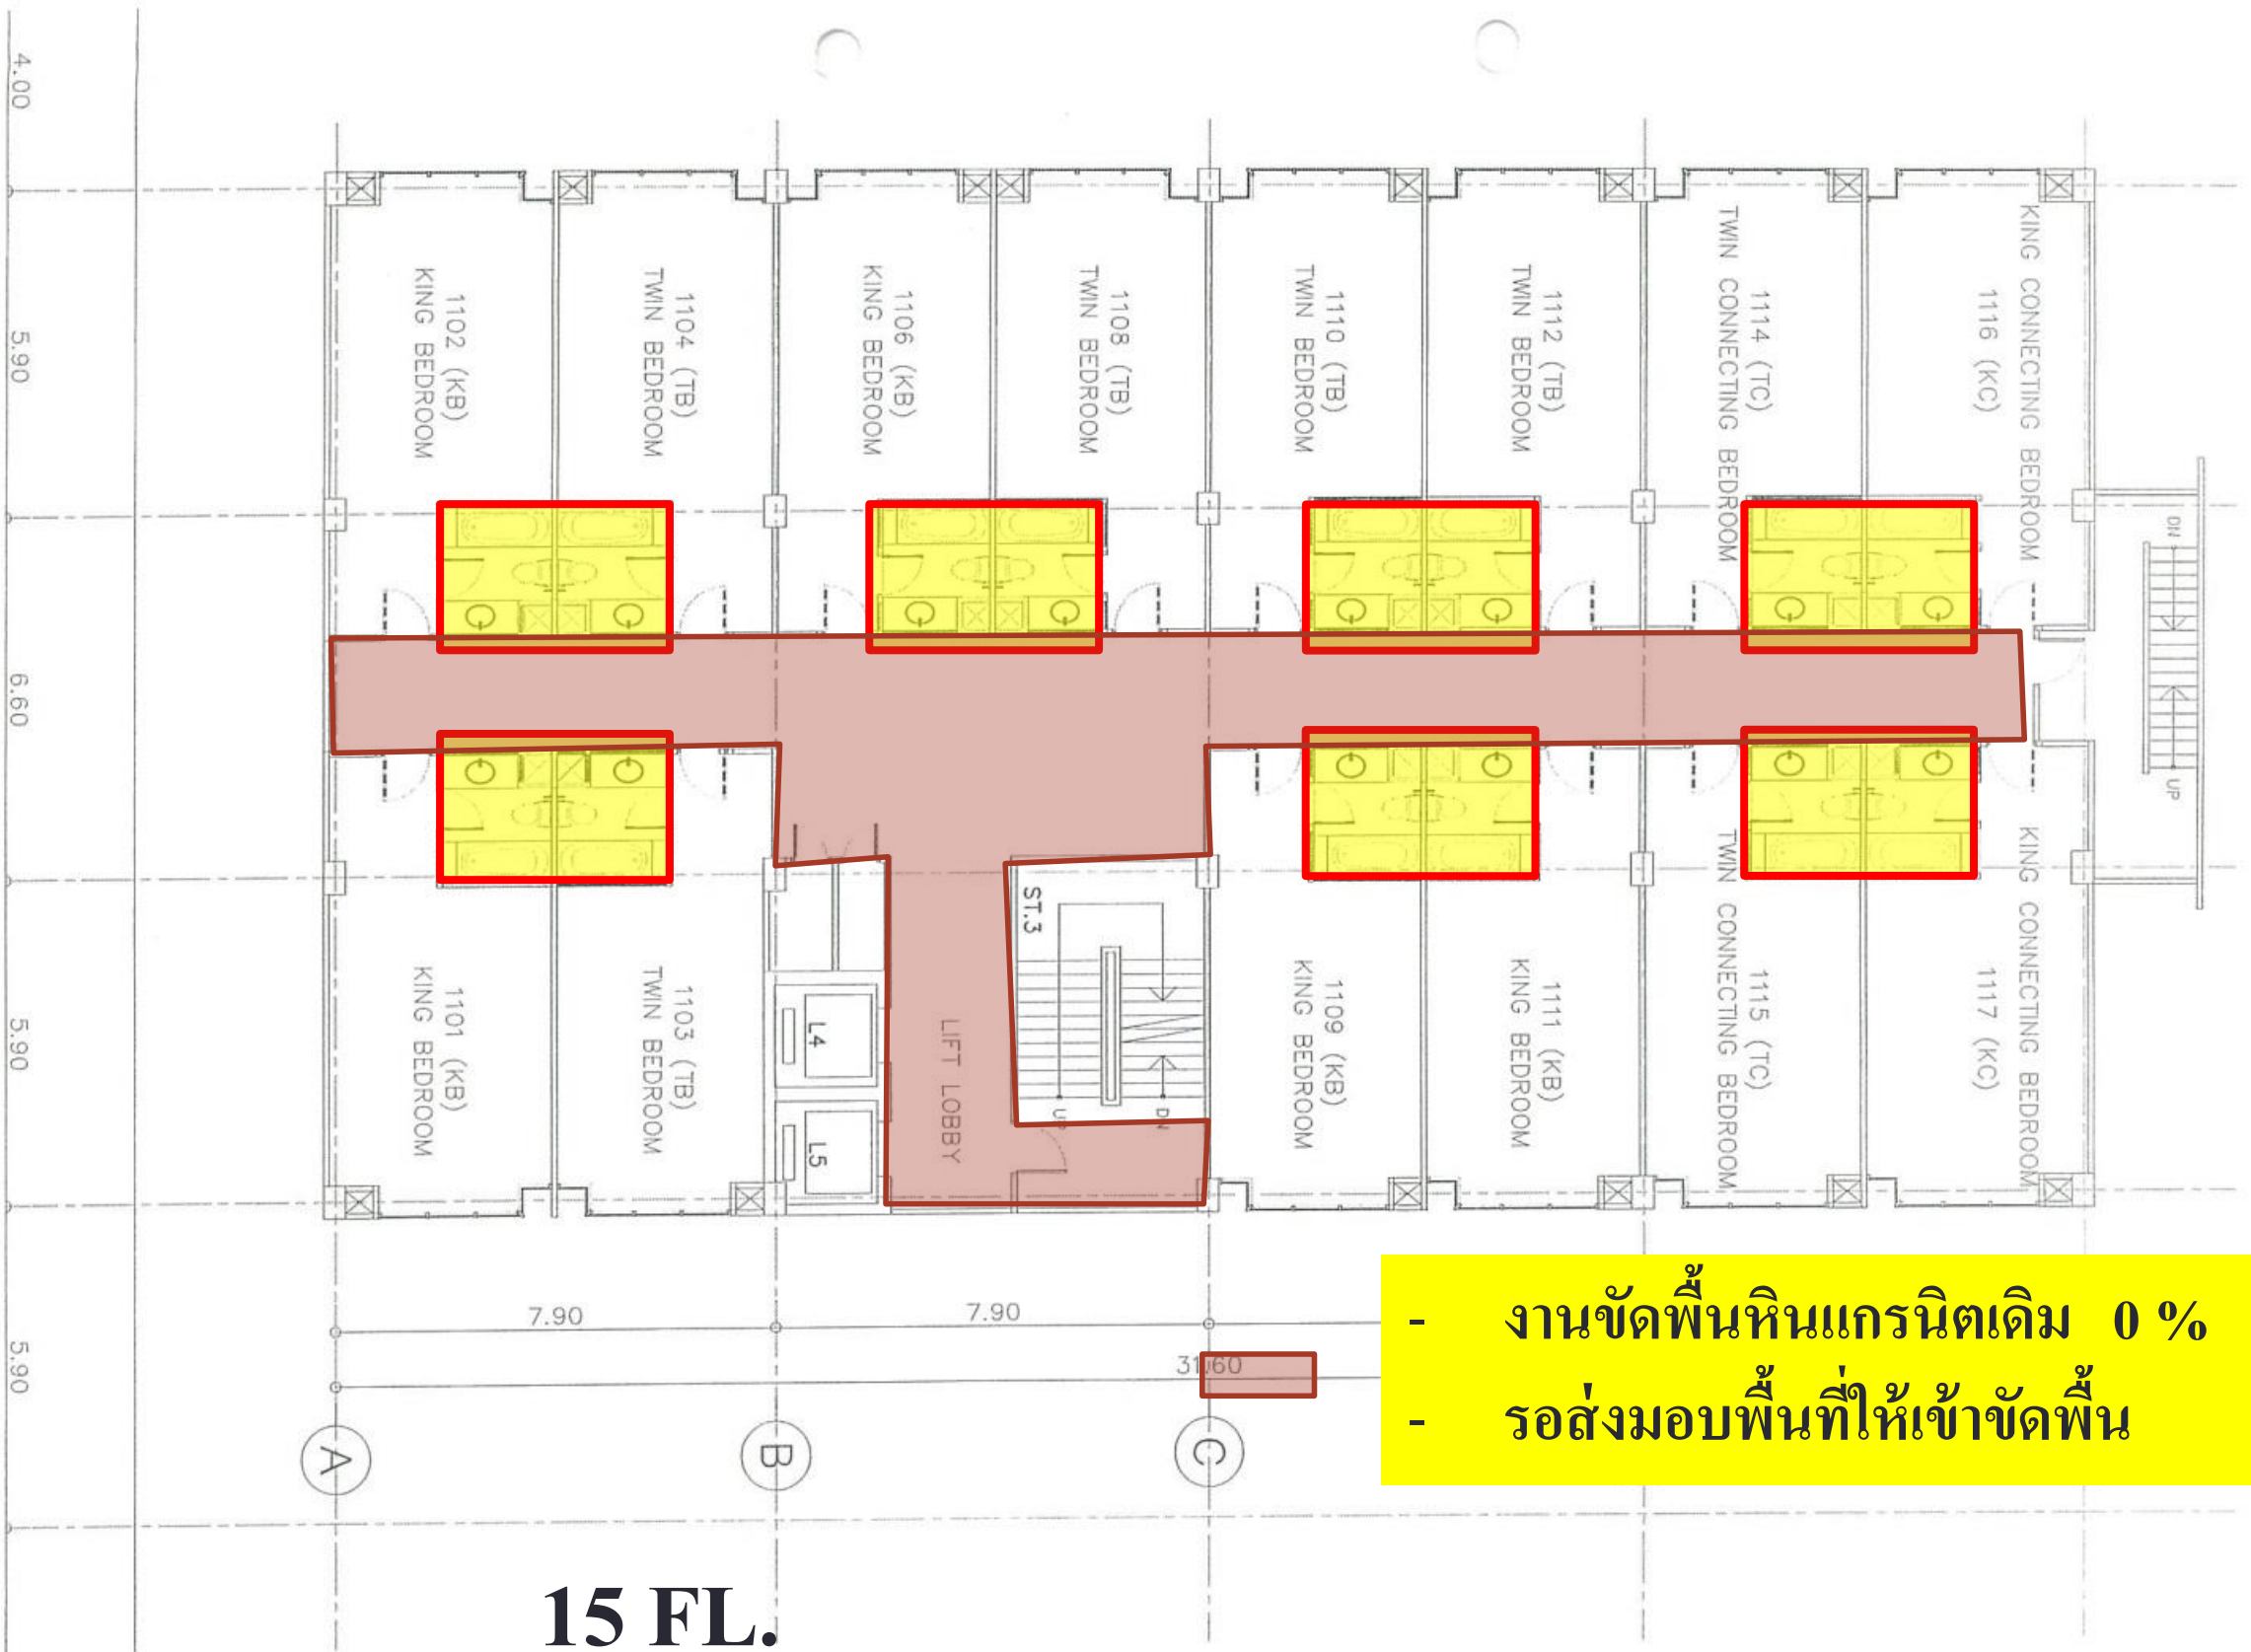 4.00
5.90
6.60
5.90
5.90
1102 (KB)
KING BEDROOM
1104 (TB)
TWIN BEDROOM
1106 (KB)
KING BEDROOM
1108 (TB)
TWIN BEDROOM
1110 (TB)
TWIN BEDROOM
1112 (TB)
TWIN BEDROOM
1114 (TC)
TWIN CONNECTING BEDROOM
KING CONNECTING BEDROOM
1116 (KC)
DN
UP
1101 (KB)
KING BEDROOM
1103 (TB)
TWIN BEDROOM
L4
L5
LIFT LOBBY
ST.3
UP
DN
1109 (KB)
KING BEDROOM
1111 (KB)
KING BEDROOM
1115 (TC)
TWIN CONNECTING BEDROOM
KING CONNECTING BEDROOM
1117 (KC)
7.90
7.90
31.60
A
B
C
- งานขัดพื้นหินแกรนิตเดิม 0 %
- รอส่งมอบพื้นที่ให้เข้าขัดพื้น
15 FL.